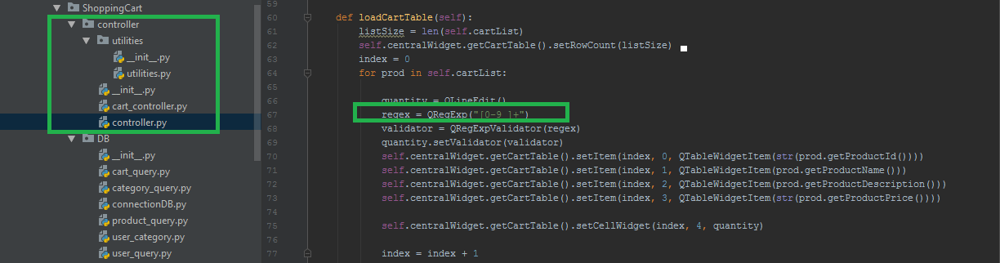 ShoppingCart
controller
utilities
__init__.py
utilities.py
__init__.py
cart_controller.py
controller.py
DB
__init__.py
cart_query.py
category_query.py
connectionDB.py
product_query.py
user_category.py
user_query.py
59
60 def loadCartTable(self):
61 listSize = len(self.cartList)
62 self.centralWidget.getCartTable().setRowCount(listSize)
63 index = 0
64 for prod in self.cartList:
65
66 quantity = QLineEdit()
67 regex = QRegExp("[0-9_]+")
68 validator = QRegExpValidator(regex)
69 quantity.setValidator(validator)
70 self.centralWidget.getCartTable().setItem(index, 0, QTableWidgetItem(str(prod.getProductId())))
71 self.centralWidget.getCartTable().setItem(index, 1, QTableWidgetItem(prod.getProductName()))
72 self.centralWidget.getCartTable().setItem(index, 2, QTableWidgetItem(prod.getProductDescription()))
73 self.centralWidget.getCartTable().setItem(index, 3, QTableWidgetItem(str(prod.getProductPrice())))
74
75 self.centralWidget.getCartTable().setCellWidget(index, 4, quantity)
76
77 index = index + 1